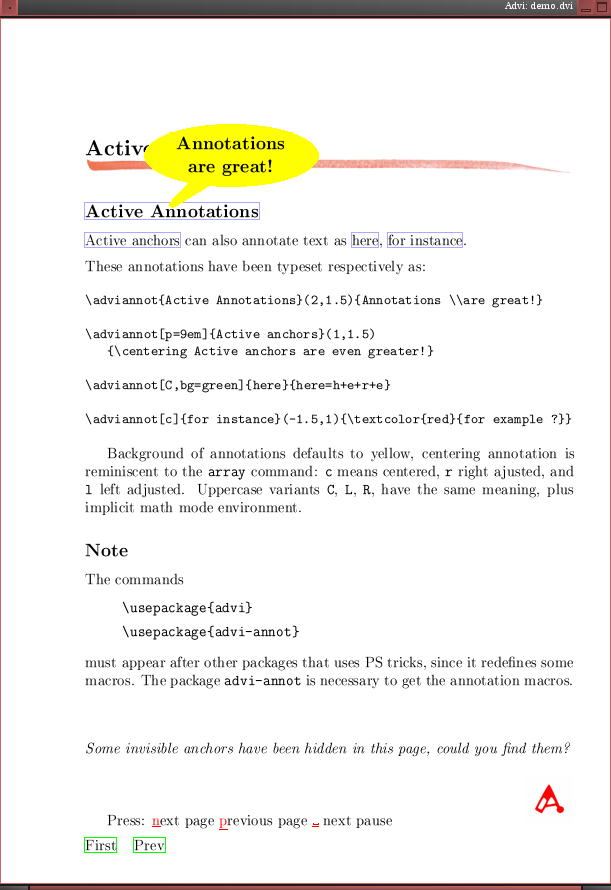 Advi: demo.dvi
Annotations
are great!
Active
Active Annotations
Active anchors can also annotate text as here, for instance.
These annotations have been typeset respectively as:
\adviannot{Active Annotations}(2,1.5){Annotations \\are great!}
\adviannot[p=9em]{Active anchors}(1,1.5)
{\centering Active anchors are even greater!}
\adviannot[C,bg=green]{here}{here=h+e+r+e}
\adviannot[c]{for instance}(-1.5,1){\textcolor{red}{for example ?}}
Background of annotations defaults to yellow, centering annotation is
reminiscent to the array command: c means centered, r right ajusted, and
l left adjusted. Uppercase variants C, L, R, have the same meaning, plus
implicit math mode environment.
Note
The commands
\usepackage{advi}
\usepackage{advi-annot}
must appear after other packages that uses PS tricks, since it redefines some
macros. The package advi-annot is necessary to get the annotation macros.
Some invisible anchors have been hidden in this page, could you find them?
Press: next page previous page ␣ next pause
First Prev